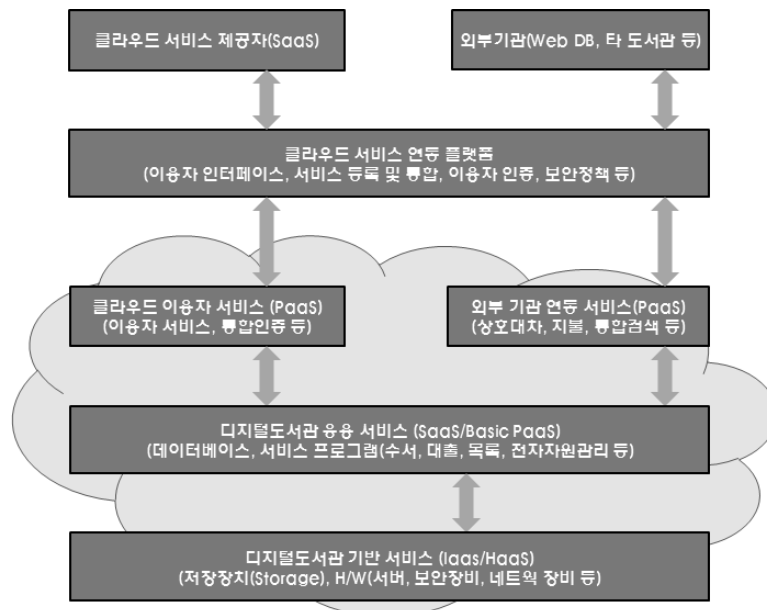 클라우드 서비스 제공자(SaaS)
외부기관(Web DB, 타 도서관 등)
클라우드 서비스 연동 플랫폼
(이용자 인터페이스, 서비스 등록 및 통합, 이용자 인증, 보안정책 등)
클라우드 이용자 서비스 (PaaS)
(이용자 서비스, 통합인증 등)
외부 기관 연동 서비스(PaaS)
(상호대차, 지불, 통합검색 등)
디지털도서관 응용 서비스 (SaaS/Basic PaaS)
(데이터베이스, 서비스 프로그램(수서, 대출, 목록, 전자자원관리 등)
디지털도서관 기반 서비스 (Iaas/HaaS)
(저장장치(Storage), H/W(서버, 보안장비, 네트웍 장비 등)